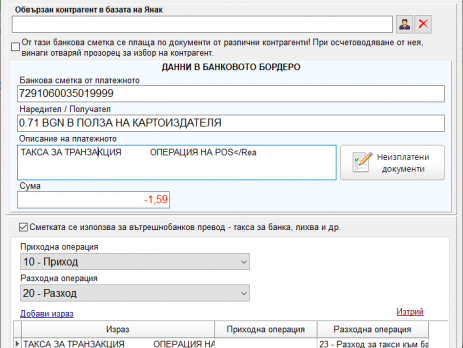 Обвързан контрагент в базата на Янак
От тази банкова сметка се плаща по документи от различни контрагенти! При осчетоводяване от нея,
винаги отваряй прозорец за избор на контрагент.
ДАННИ В БАНКОВОТО БОРДЕРО
Банкова сметка от платежното
7291060035019999
Наредител / Получател
0.71 BGN В ПОЛЗА НА КАРТОИЗДАТЕЛЯ
Описание на платежното
ТАКСА ЗА ТРАНЗАКЦИЯ ОПЕРАЦИЯ НА POS</Rea
Неизплатени
документи
Сума
-1,59
Сметката се използва за вътрешнобанков превод - такса за банка, лихва и др.
Приходна операция
10 - Приход
Разходна операция
20 - Разход
Добави израз Изтрий
Израз Приходна операция Разходна операция
ТАКСА ЗА ТРАНЗАКЦИЯ ОПЕРАЦИЯ НА 23 - Разход за такси към ба